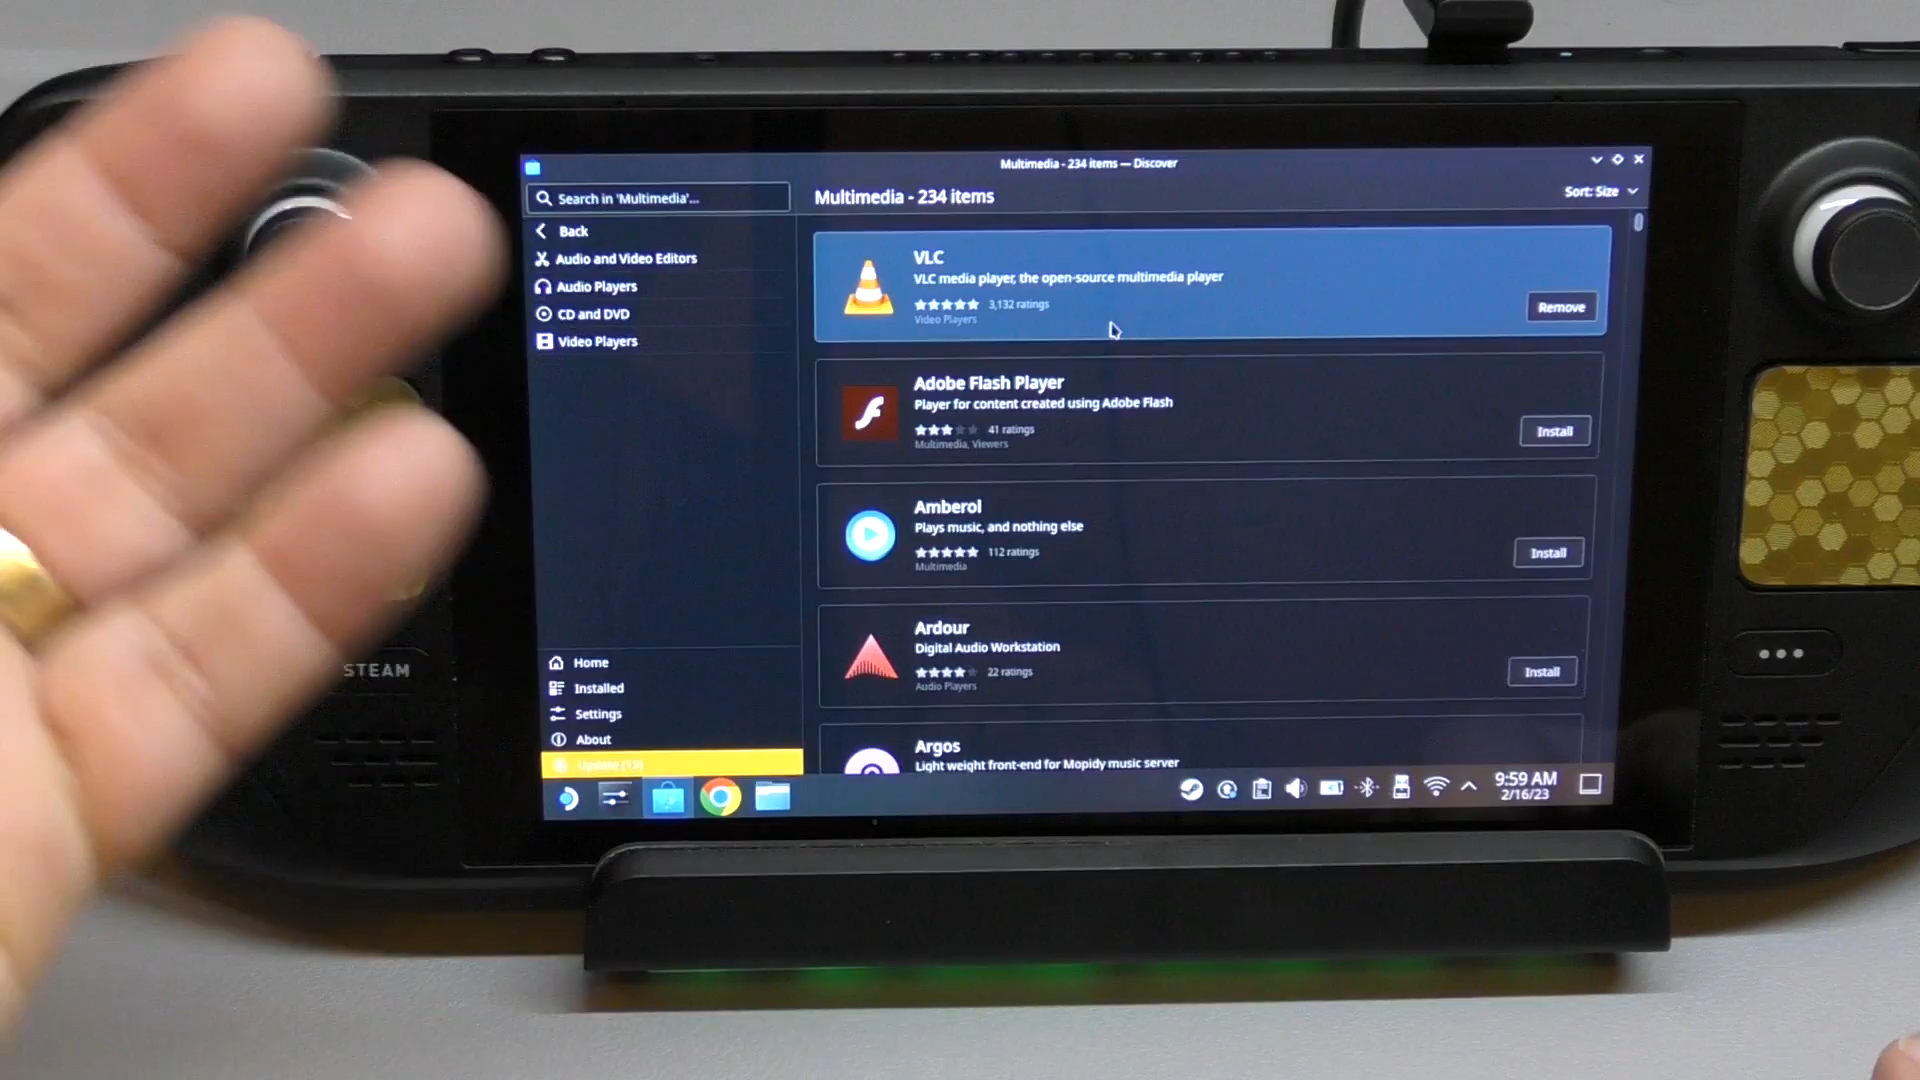 Multimedia - 234 items — Discover
Search in 'Multimedia'...
Multimedia - 234 items
Sort: Size
Back
Audio and Video Editors
Audio Players
CD and DVD
Video Players
VLC
VLC media player, the open-source multimedia player
3,132 ratings
Video Players
Remove
Adobe Flash Player
Player for content created using Adobe Flash
41 ratings
Multimedia, Viewers
Install
Amberol
Plays music, and nothing else
112 ratings
Multimedia
Install
Ardour
Digital Audio Workstation
22 ratings
Audio Players
Install
Argos
Light weight front-end for Mopidy music server
Home
Installed
Settings
About
Update (13)
9:59 AM
2/16/23
STEAM